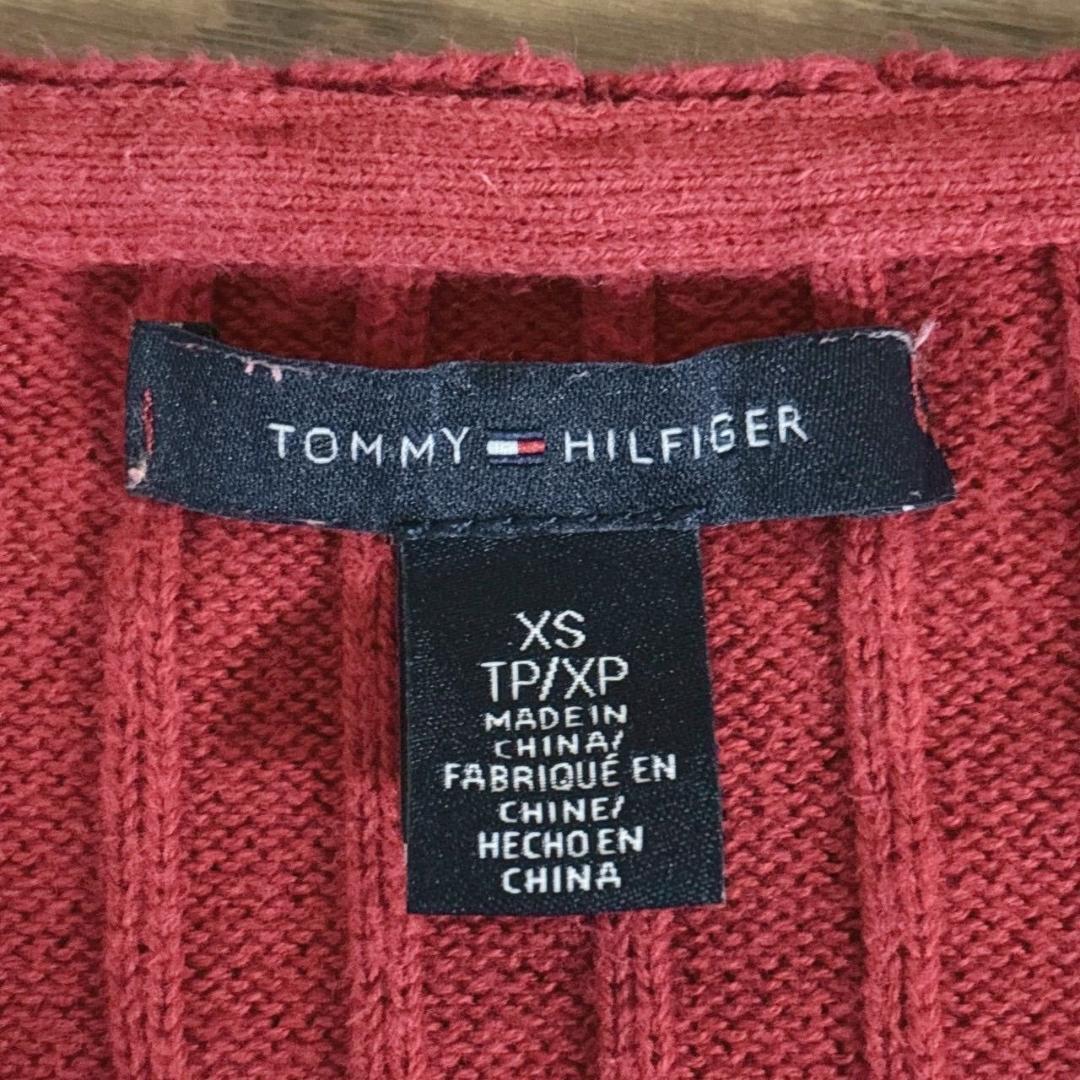 TOMMY HILFIGER
XS
TP/XP
MADE IN
CHINA/
FABRIQUÉ EN
CHINE/
HECHO EN
CHINA